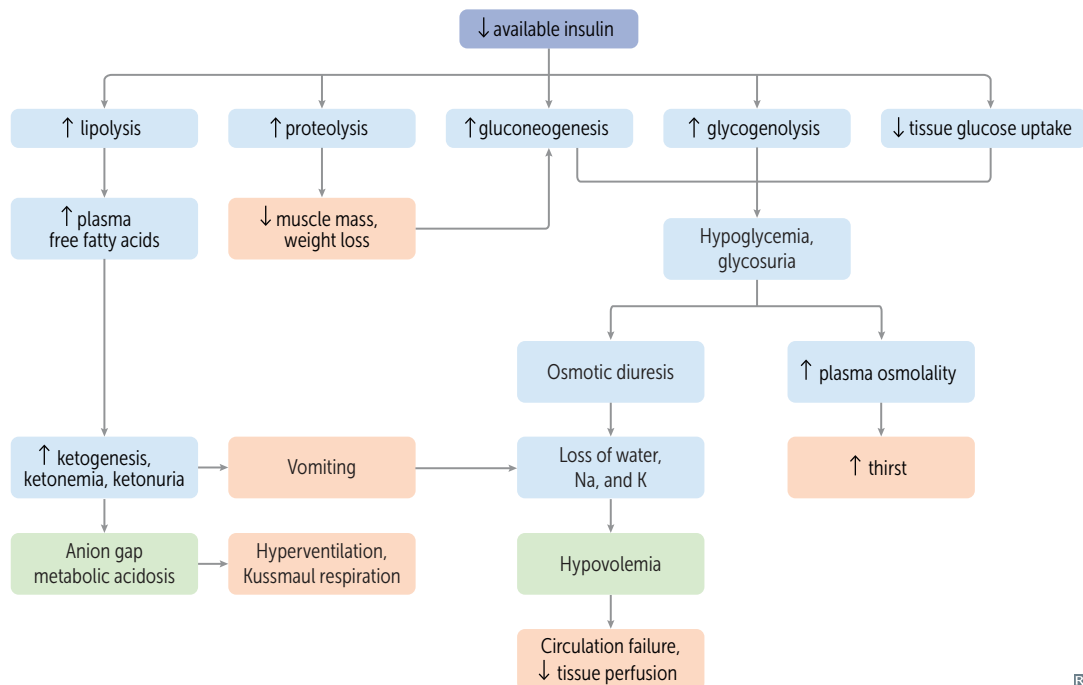 ↓ available insulin
↑ lipolysis
↑ proteolysis
↑ gluconeogenesis
↑ glycogenolysis
↓ tissue glucose uptake
↑ plasma
free fatty acids
↓ muscle mass,
weight loss
Hypoglycemia,
glycosuria
Osmotic diuresis
↑ plasma osmolality
↑ ketogenesis,
ketonemia, ketonuria
Vomiting
Loss of water,
Na, and K
↑ thirst
Anion gap
metabolic acidosis
Hyperventilation,
Kussmaul respiration
Hypovolemia
Circulation failure,
↓ tissue perfusion
R